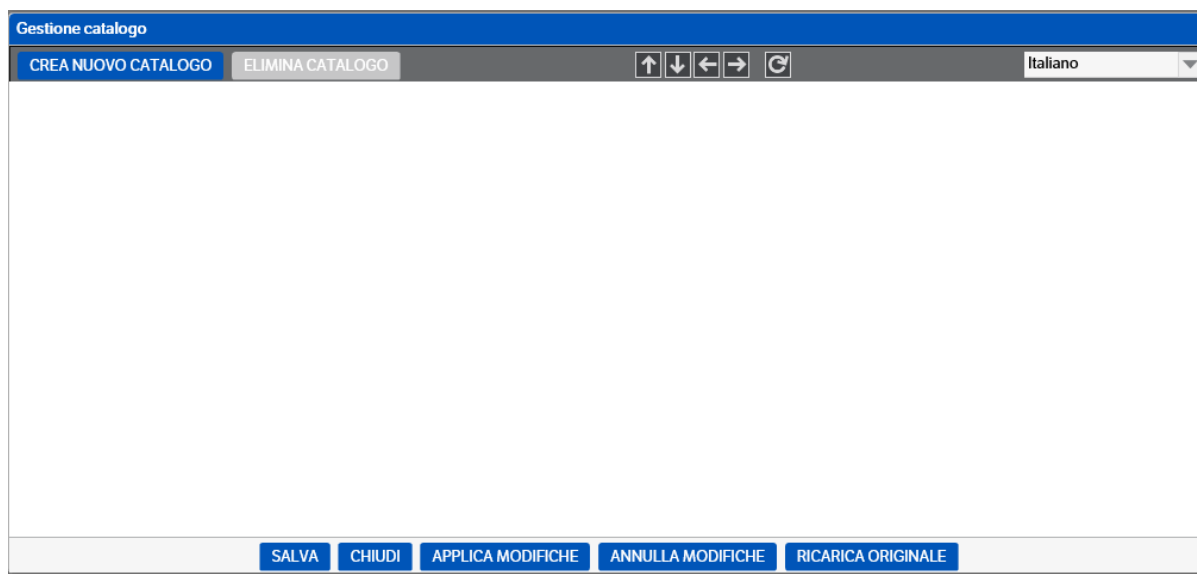 Gestione catalogo
CREA NUOVO CATALOGO ELIMINA CATALOGO Italiano
SALVA CHIUDI APPLICA MODIFICHE ANNULLA MODIFICHE RICARICA ORIGINALE